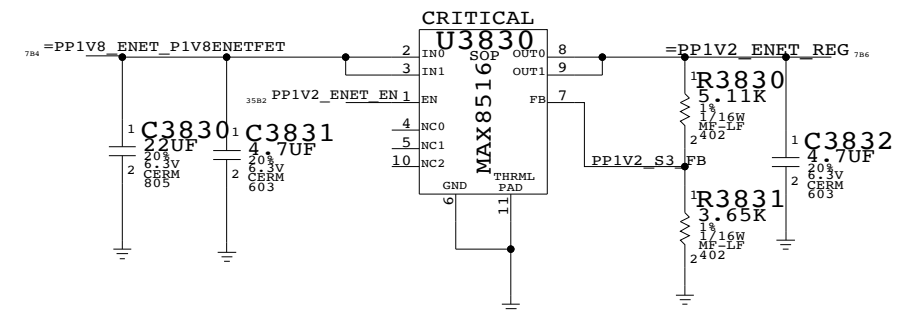 CRITICAL
U3830
SOP
MAX8516
7B4 =PP1V8_ENET_P1V8ENETFET
2 IN0
3 IN1
35B2 PP1V2_ENET_EN 1 EN
4 NC0
5 NC1
10 NC2
OUT0 8
OUT1 9
FB 7
GND
6
THRML
PAD
11
=PP1V2_ENET_REG 7B6
PP1V2_S3_FB
1
C3830
22UF
20%
6.3V
2
CERM
805
1
C3831
4.7UF
20%
6.3V
2
CERM
603
1
R3830
5.11K
1%
1/16W
MF-LF
2
402
1
R3831
3.65K
1%
1/16W
MF-LF
2
402
1
C3832
4.7UF
20%
6.3V
2
CERM
603